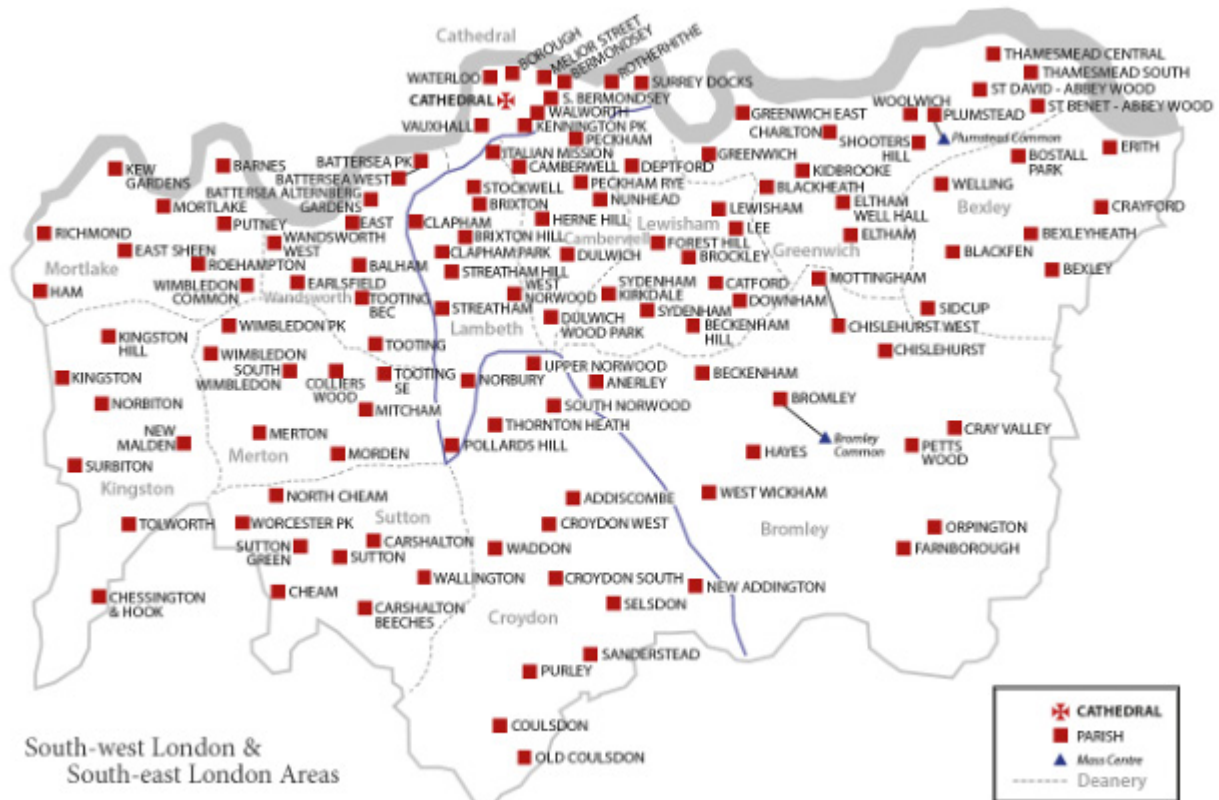 Cathedral
BOROUGH
MELIOR STREET
BERMONDSEY
ROTHERHITHE
WATERLOO
SURREY DOCKS
CATHEDRAL
S. BERMONDSEY
WALWORTH
VAUXHALL
KENNINGTON PK
PECKHAM
THAMESMEAD CENTRAL
THAMESMEAD SOUTH
ST DAVID - ABBEY WOOD
ST BENET - ABBEY WOOD
WOOLWICH
GREENWICH EAST
PLUMSTEAD
CHARLTON
SHOOTERS
HILL
Plumstead Common
BOSTALL
PARK
ERITH
KEW
GARDENS
BARNES
BATTERSEA PK
BATTERSEA WEST
ITALIAN MISSION
CAMBERWELL
DEPTFORD
GREENWICH
KIDBROOKE
BATTERSEA ALTERNBERG
GARDENS
STOCKWELL
PECKHAM RYE
BLACKHEATH
WELLING
MORTLAKE
BRIXTON
NUNHEAD
LEWISHAM
ELTHAM
WELL HALL
Bexley
CRAYFORD
PUTNEY
EAST
CLAPHAM
HERNE HILL
Lewisham
LEE
RICHMOND
WANDSWORTH
WEST
BRIXTON HILL
Camberwell
FOREST HILL
ELTHAM
BEXLEYHEATH
EAST SHEEN
CLAPHAM PARK
DULWICH
BROCKLEY
Greenwich
BLACKFEN
Mortlake
ROEHAMPTON
BALHAM
STREATHAM HILL
BEXLEY
HAM
WIMBLEDON
COMMON
EARLSFIELD
Wandsworth
TOOTING
BEC
WEST
NORWOOD
SYDENHAM
KIRKDALE
CATFORD
MOTTINGHAM
STREATHAM
Lambeth
DULWICH
WOOD PARK
SYDENHAM
DOWNHAM
SIDCUP
KINGSTON
HILL
WIMBLEDON PK
BECKENHAM
HILL
CHISLEHURST WEST
TOOTING
CHISLEHURST
WIMBLEDON
SOUTH
WIMBLEDON
COLLIERS
WOOD
TOOTING
SE
UPPER NORWOOD
KINGSTON
NORBURY
ANERLEY
BECKENHAM
NORBITON
MITCHAM
SOUTH NORWOOD
BROMLEY
NEW
MALDEN
MERTON
THORNTON HEATH
CRAY VALLEY
Merton
MORDEN
POLLARDS HILL
HAYES
Bromley
Common
PETTS
WOOD
SURBITON
Kingston
NORTH CHEAM
ADDISCOMBE
WEST WICKHAM
TOLWORTH
WORCESTER PK
Sutton
CROYDON WEST
Bromley
ORPINGTON
SUTTON
GREEN
CARSHALTON
WADDON
FARNBOROUGH
SUTTON
WALLINGTON
CROYDON SOUTH
NEW ADDINGTON
CHESSINGTON
& HOOK
CHEAM
CARSHALTON
BEECHES
SELSDON
Croydon
SANDERSTEAD
PURLEY
COULSDON
OLD COULSDON
South-west London &
South-east London Areas
CATHEDRAL
PARISH
Mass Centre
Deanery